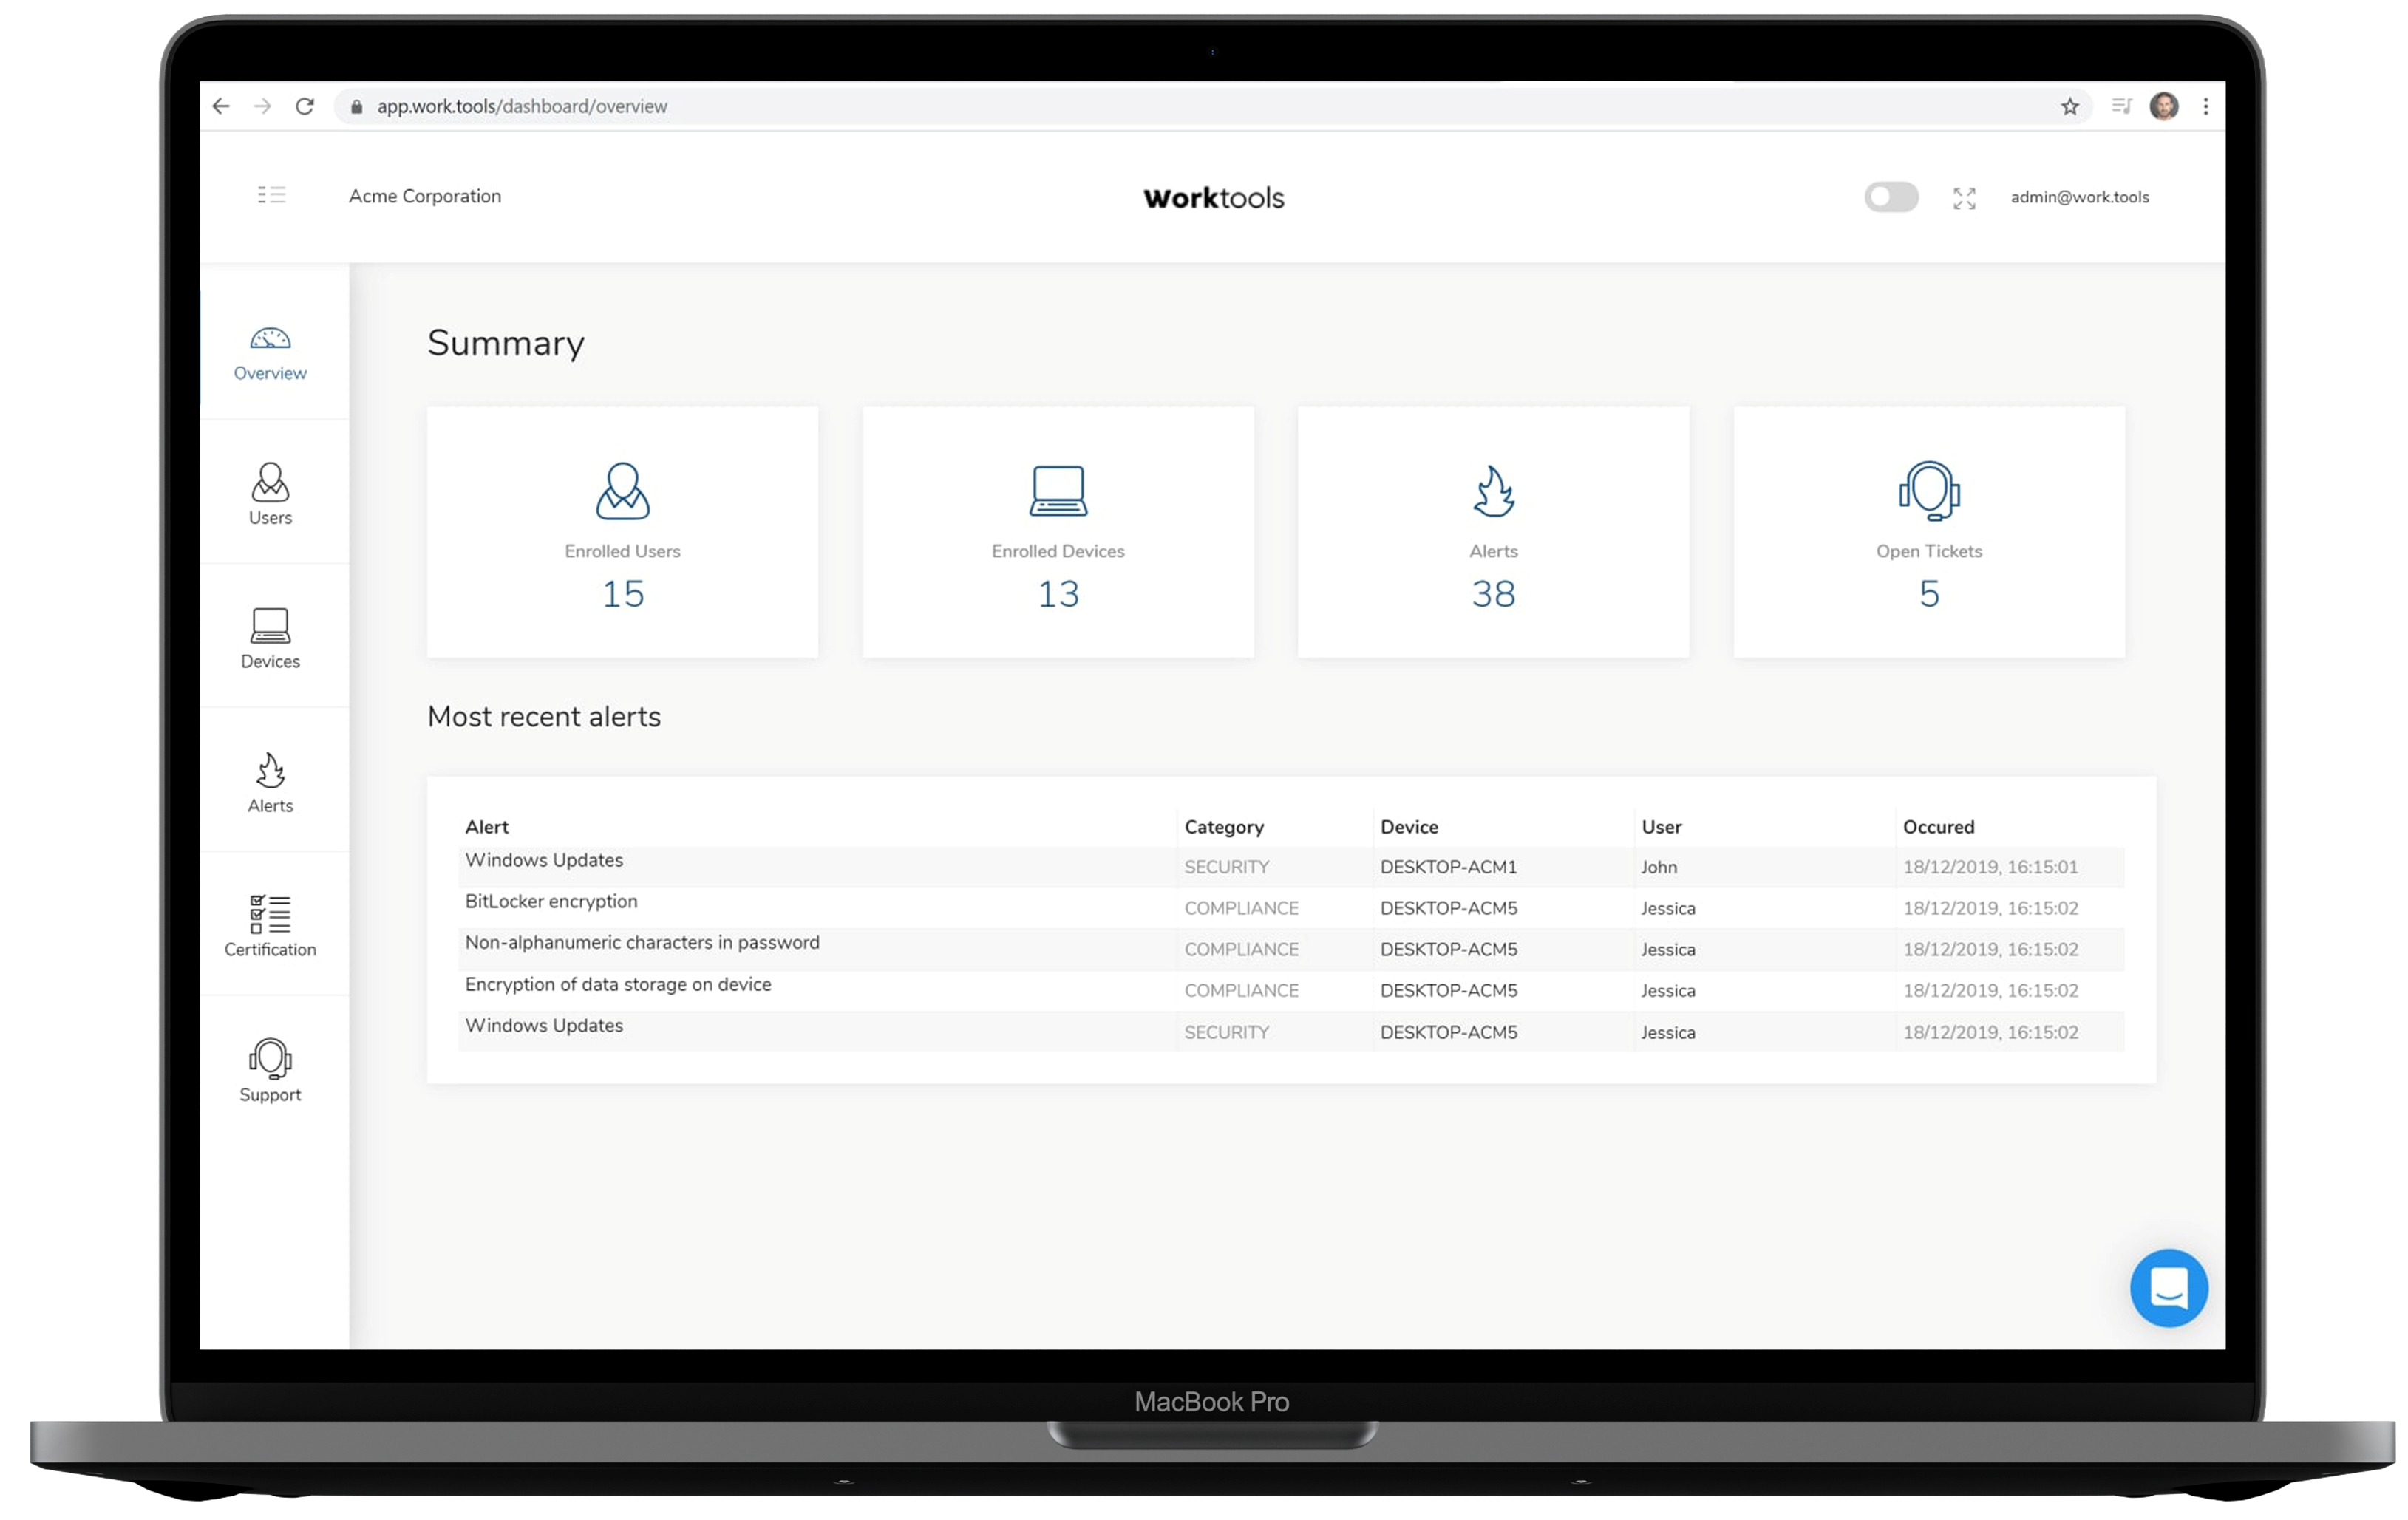 app.work.tools/dashboard/overview
Acme Corporation
Worktools
admin@work.tools
Overview
Users
Devices
Alerts
Certification
Support
Summary
Enrolled Users
15
Enrolled Devices
13
Alerts
38
Open Tickets
5
Most recent alerts
Alert Category Device User Occured
Windows Updates SECURITY DESKTOP-ACM1 John 18/12/2019, 16:15:01
BitLocker encryption COMPLIANCE DESKTOP-ACM5 Jessica 18/12/2019, 16:15:02
Non-alphanumeric characters in password COMPLIANCE DESKTOP-ACM5 Jessica 18/12/2019, 16:15:02
Encryption of data storage on device COMPLIANCE DESKTOP-ACM5 Jessica 18/12/2019, 16:15:02
Windows Updates SECURITY DESKTOP-ACM5 Jessica 18/12/2019, 16:15:02
MacBook Pro